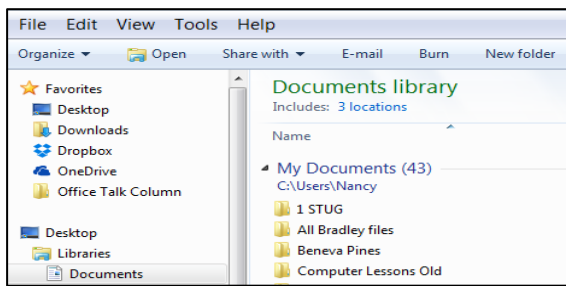 File Edit View Tools Help
Organize Open Share with E-mail Burn New folder
Favorites
Desktop
Downloads
Dropbox
OneDrive
Office Talk Column
Desktop
Libraries
Documents
Documents library
Includes: 3 locations
Name
My Documents (43)
C:\Users\Nancy
1 STUG
All Bradley files
Beneva Pines
Computer Lessons Old